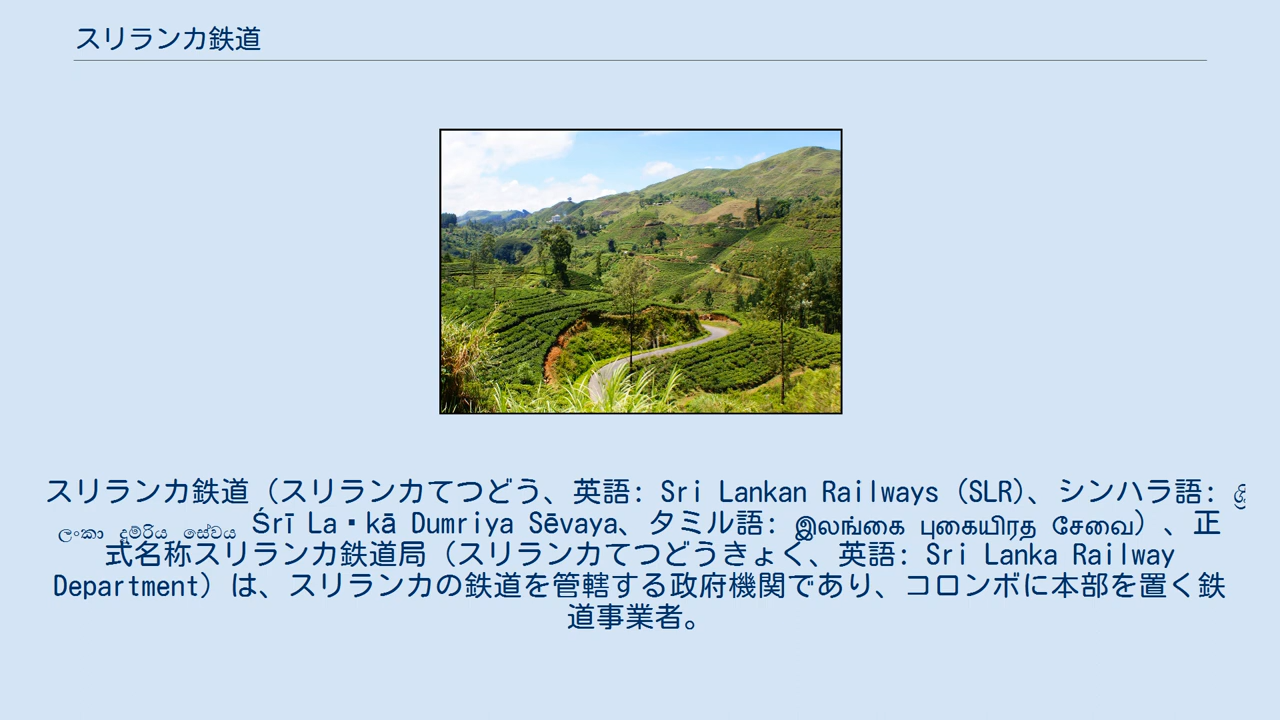 スリランカ鉄道
スリランカ鉄道（スリランカてつどう、英語: Sri Lankan Railways (SLR)、シンハラ語: ශ්‍රී
ලංකා දුම්රිය සේවය Śrī La▪kā Dumriya Sēvaya、タミル語: இலங்கை புகையிரத சேவை）、正
式名称スリランカ鉄道局（スリランカてつどうきょく、英語: Sri Lanka Railway
Department）は、スリランカの鉄道を管轄する政府機関であり、コロンボに本部を置く鉄
道事業者。